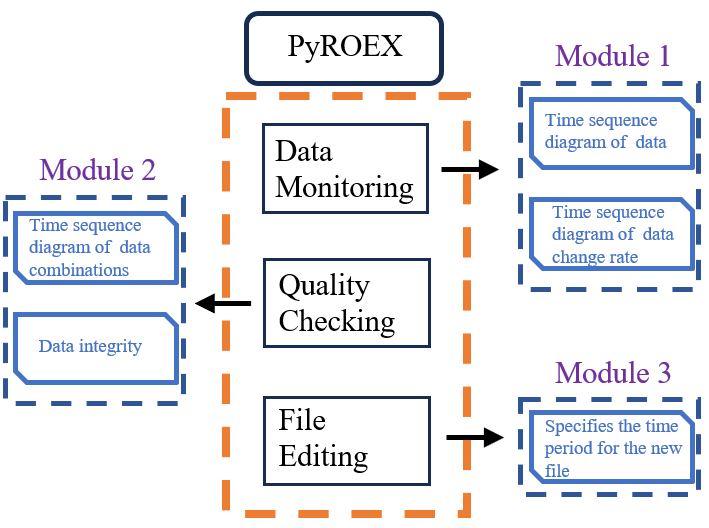 PyROEX
Module 1
Time sequence
diagram of data
Time sequence
diagram of data
change rate
Data
Monitoring
Module 2
Time sequence
diagram of data
combinations
Data integrity
Quality
Checking
Module 3
Specifies the time
period for the new
file
File
Editing